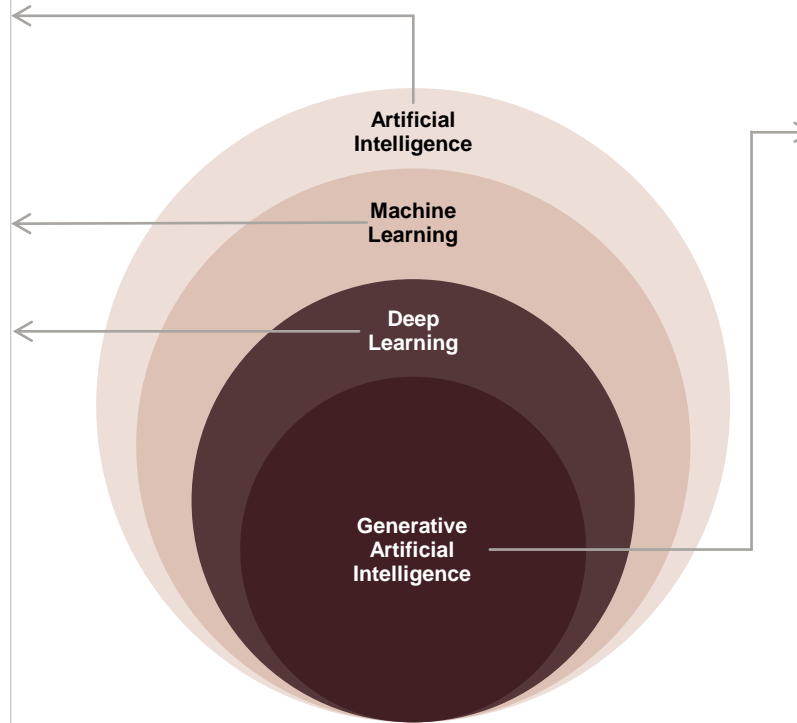 Artificial
Intelligence
Machine
Learning
Deep
Learning
Generative
Artificial
Intelligence